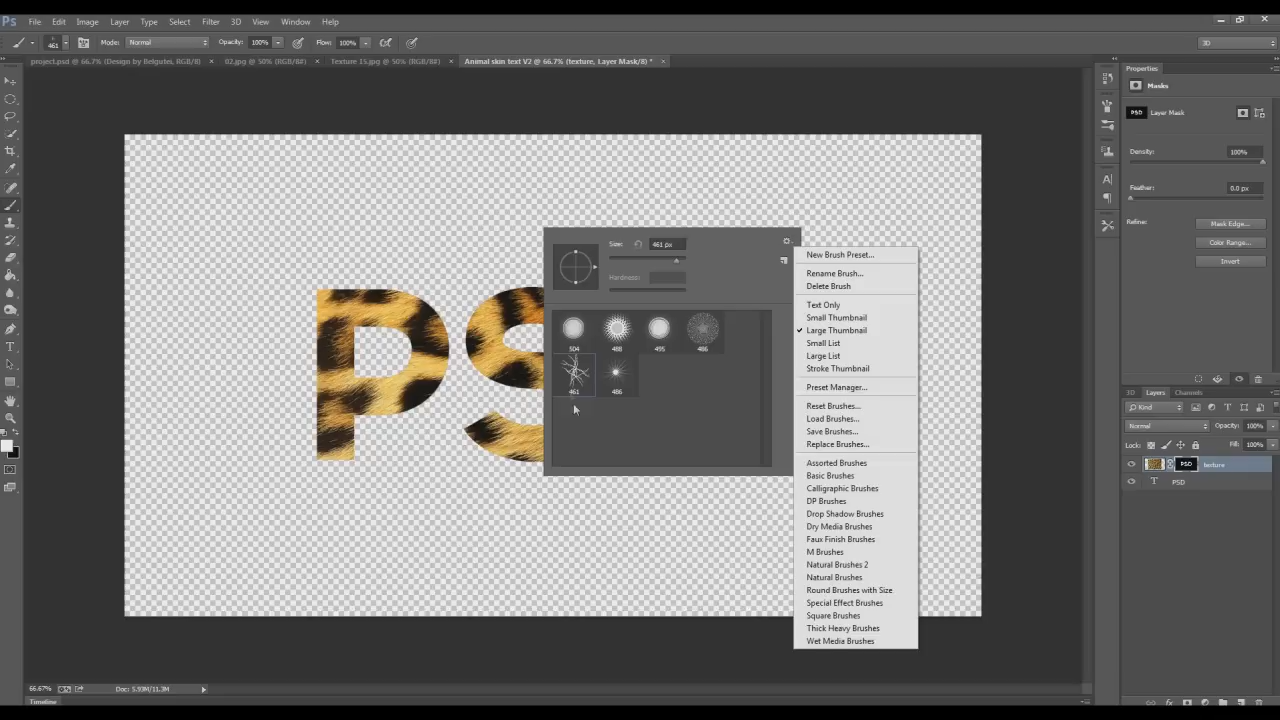 Ps File Edit Image Layer Type Select Filter 3D View Window Help
461 Mode: Normal Opacity: 100% Flow: 100% 3D
project.psd @ 66.7% (Design by Belgutei, RGB/8) × 02.jpg @ 50% (RGB/8#) × Texture 15.jpg @ 50% (RGB/8#) × Animal skin text V2 @ 66.7% (texture, Layer Mask/8) * ×
Properties
Masks
PSD Layer Mask
Density: 100%
Feather: 0.0 px
Refine: Mask Edge...
Color Range...
Invert
PS
Size: 461 px
Hardness:
504 488 495 486
461 486
New Brush Preset...
Rename Brush...
Delete Brush
Text Only
Small Thumbnail
Large Thumbnail
Small List
Large List
Stroke Thumbnail
Preset Manager...
Reset Brushes...
Load Brushes...
Save Brushes...
Replace Brushes...
Assorted Brushes
Basic Brushes
Calligraphic Brushes
DP Brushes
Drop Shadow Brushes
Dry Media Brushes
Faux Finish Brushes
M Brushes
Natural Brushes 2
Natural Brushes
Round Brushes with Size
Special Effect Brushes
Square Brushes
Thick Heavy Brushes
Wet Media Brushes
3D Layers Channels
Kind
Normal Opacity: 100%
Lock: Fill: 100%
PSD texture
T PSD
66.67% Doc: 5.93M/11.3M
Timeline